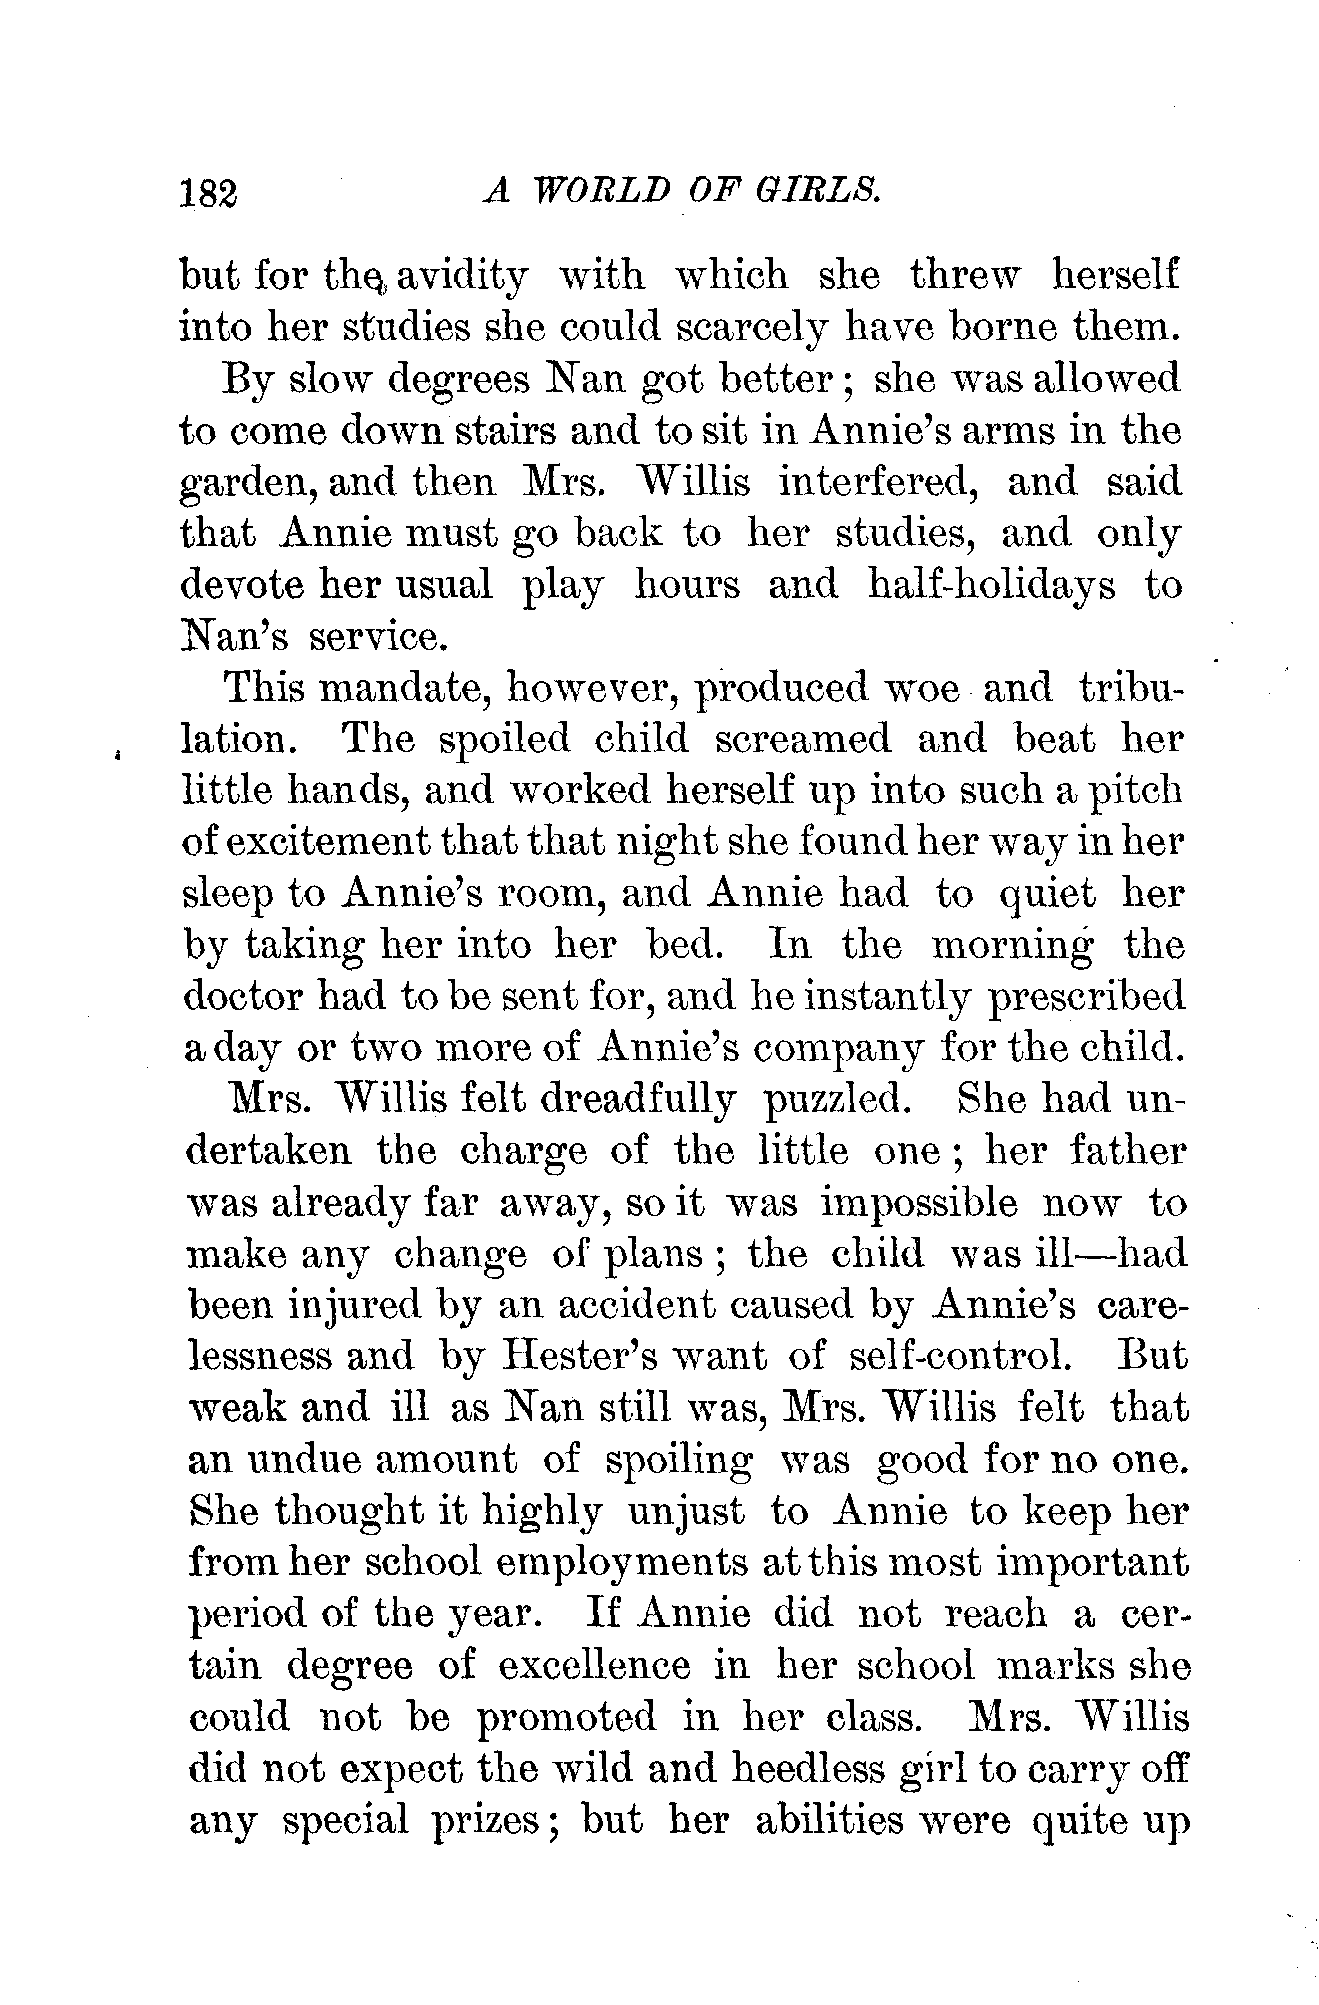 182 A WORLD OF GIRLS.
but for the avidity with which she threw herself
into her studies she could scarcely have borne them.
By slow degrees Nan got better; she was allowed
to come down stairs and to sit in Annie's arms in the
garden, and then Mrs. Willis interfered, and said
that Annie must go back to her studies, and only
devote her usual play hours and half-holidays to
Nan's service.
This mandate, however, produced woe and tribu-
lation. The spoiled child screamed and beat her
little hands, and worked herself up into such a pitch
of excitement that that night she found her way in her
sleep to Annie's room, and Annie had to quiet her
by taking her into her bed. In the morning the
doctor had to be sent for, and he instantly prescribed
a day or two more of Annie's company for the child.
Mrs. Willis felt dreadfully puzzled. She had un-
dertaken the charge of the little one; her father
was already far away, so it was impossible now to
make any change of plans; the child was ill—had
been injured by an accident caused by Annie's care-
lessness and by Hester's want of self-control. But
weak and ill as Nan still was, Mrs. Willis felt that
an undue amount of spoiling was good for no one.
She thought it highly unjust to Annie to keep her
from her school employments at this most important
period of the year. If Annie did not reach a cer-
tain degree of excellence in her school marks she
could not be promoted in her class. Mrs. Willis
did not expect the wild and heedless girl to carry off
any special prizes; but her abilities were quite up